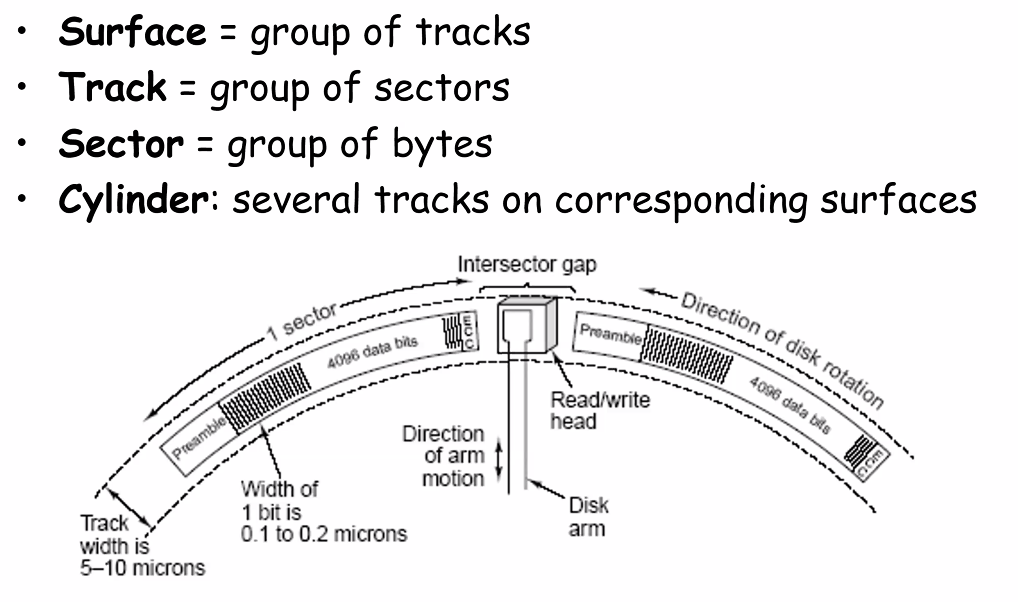 • Surface = group of tracks
• Track = group of sectors
• Sector = group of bytes
• Cylinder: several tracks on corresponding surfaces
Intersector gap
1 sector
Direction of disk rotation
Preamble
4096 data bits
ECC
Preamble
4096 data bits
ECC
Read/write
head
Direction
of arm
motion
Width of
1 bit is
0.1 to 0.2 microns
Disk
arm
Track
width is
5–10 microns